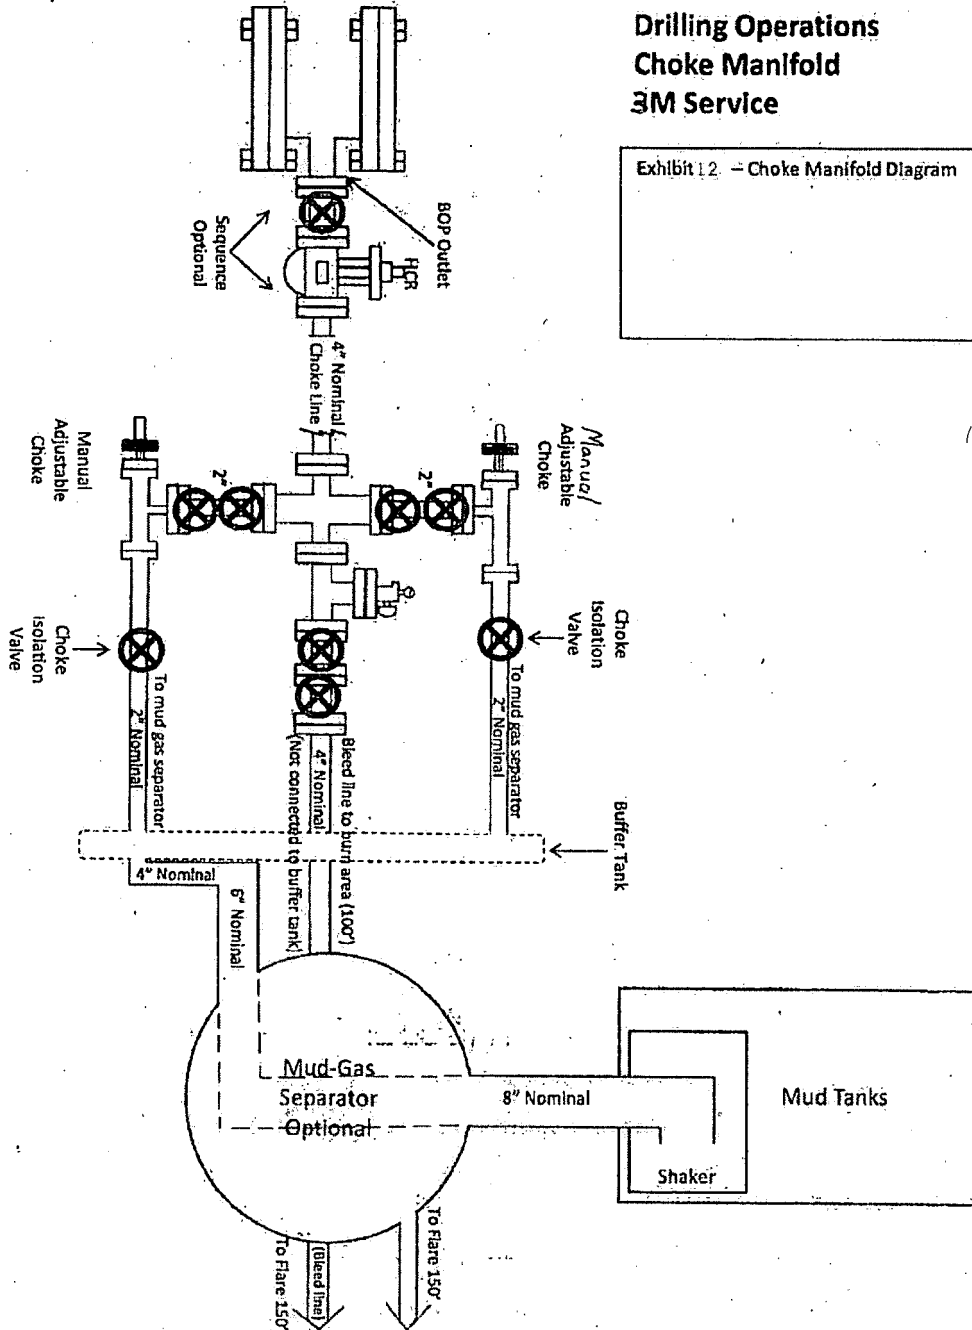 Drilling Operations
Choke Manifold
3M Service
Exhibit 12 - Choke Manifold Diagram
BOP Outlet
HCR
Sequence
Optional
4" Nominal
Choke Line
Manual
Adjustable
Choke
Manual
Adjustable
Choke
2"
2"
Choke
Isolation
Valve
Choke
Isolation
Valve
To mud gas separator
2" Nominal
To mud gas separator
2" Nominal
Bleed line to burn area (100')
4" Nominal
(Not connected to buffer tank)
Buffer Tank
4" Nominal
6" Nominal
Mud-Gas
Separator
Optional
8" Nominal
Mud Tanks
Shaker
To Flare 150'
(Bleed line)
To Flare 150'